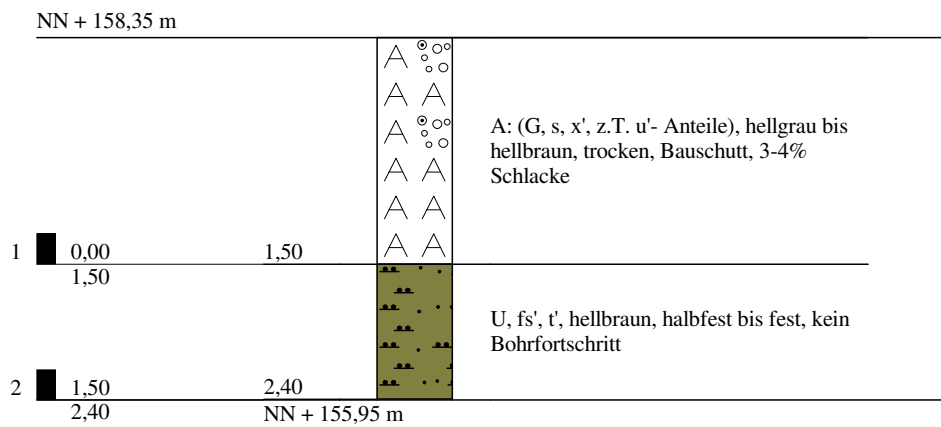 NN + 158,35 m
A: (G, s, x', z.T. u'- Anteile), hellgrau bis
hellbraun, trocken, Bauschutt, 3-4%
Schlacke
1 0,00 1,50
1,50
U, fs', t', hellbraun, halbfest bis fest, kein
Bohrfortschritt
2 1,50 2,40
2,40 NN + 155,95 m